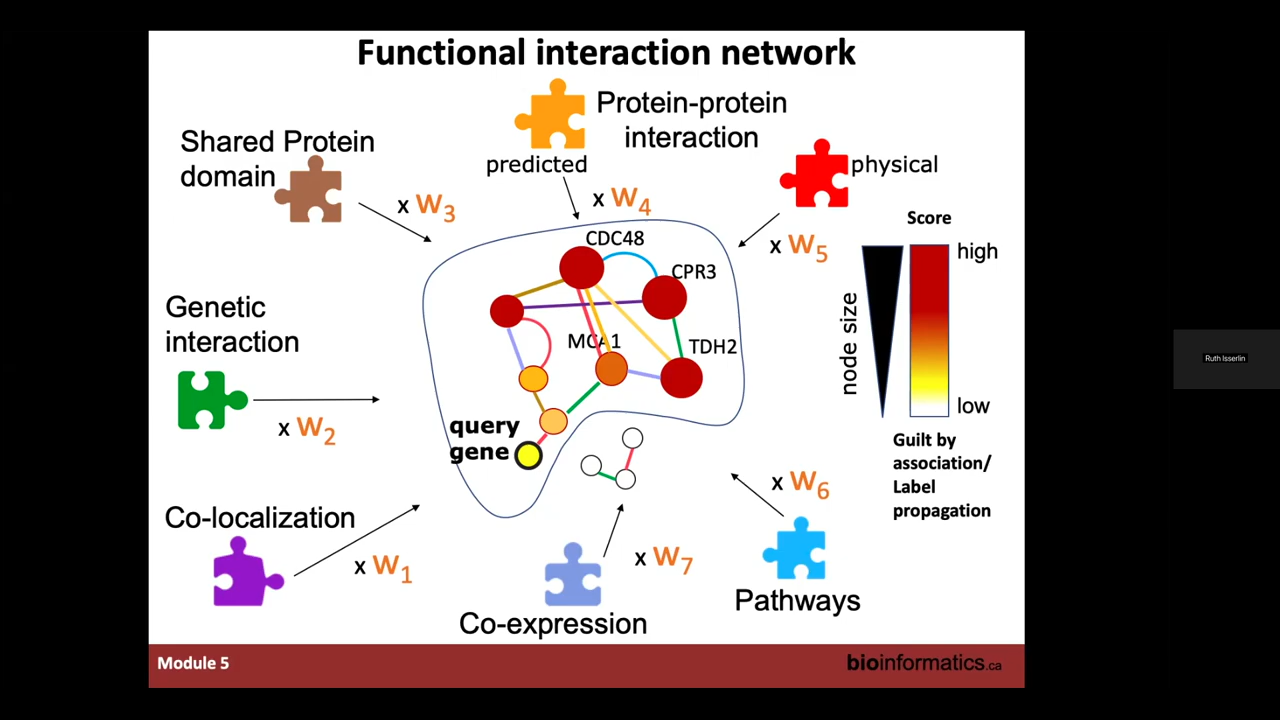 Functional interaction network
Protein-protein
interaction
predicted
Shared Protein
domain
physical
x W3
x W4
x W5
Score
high
low
node size
CDC48
CPR3
MCA1
TDH2
Genetic
interaction
x W2
query
gene
Guilt by
association/
Label
propagation
x W6
Co-localization
x W1
x W7
Pathways
Co-expression
Module 5
bioinformatics.ca
Ruth Isserlin